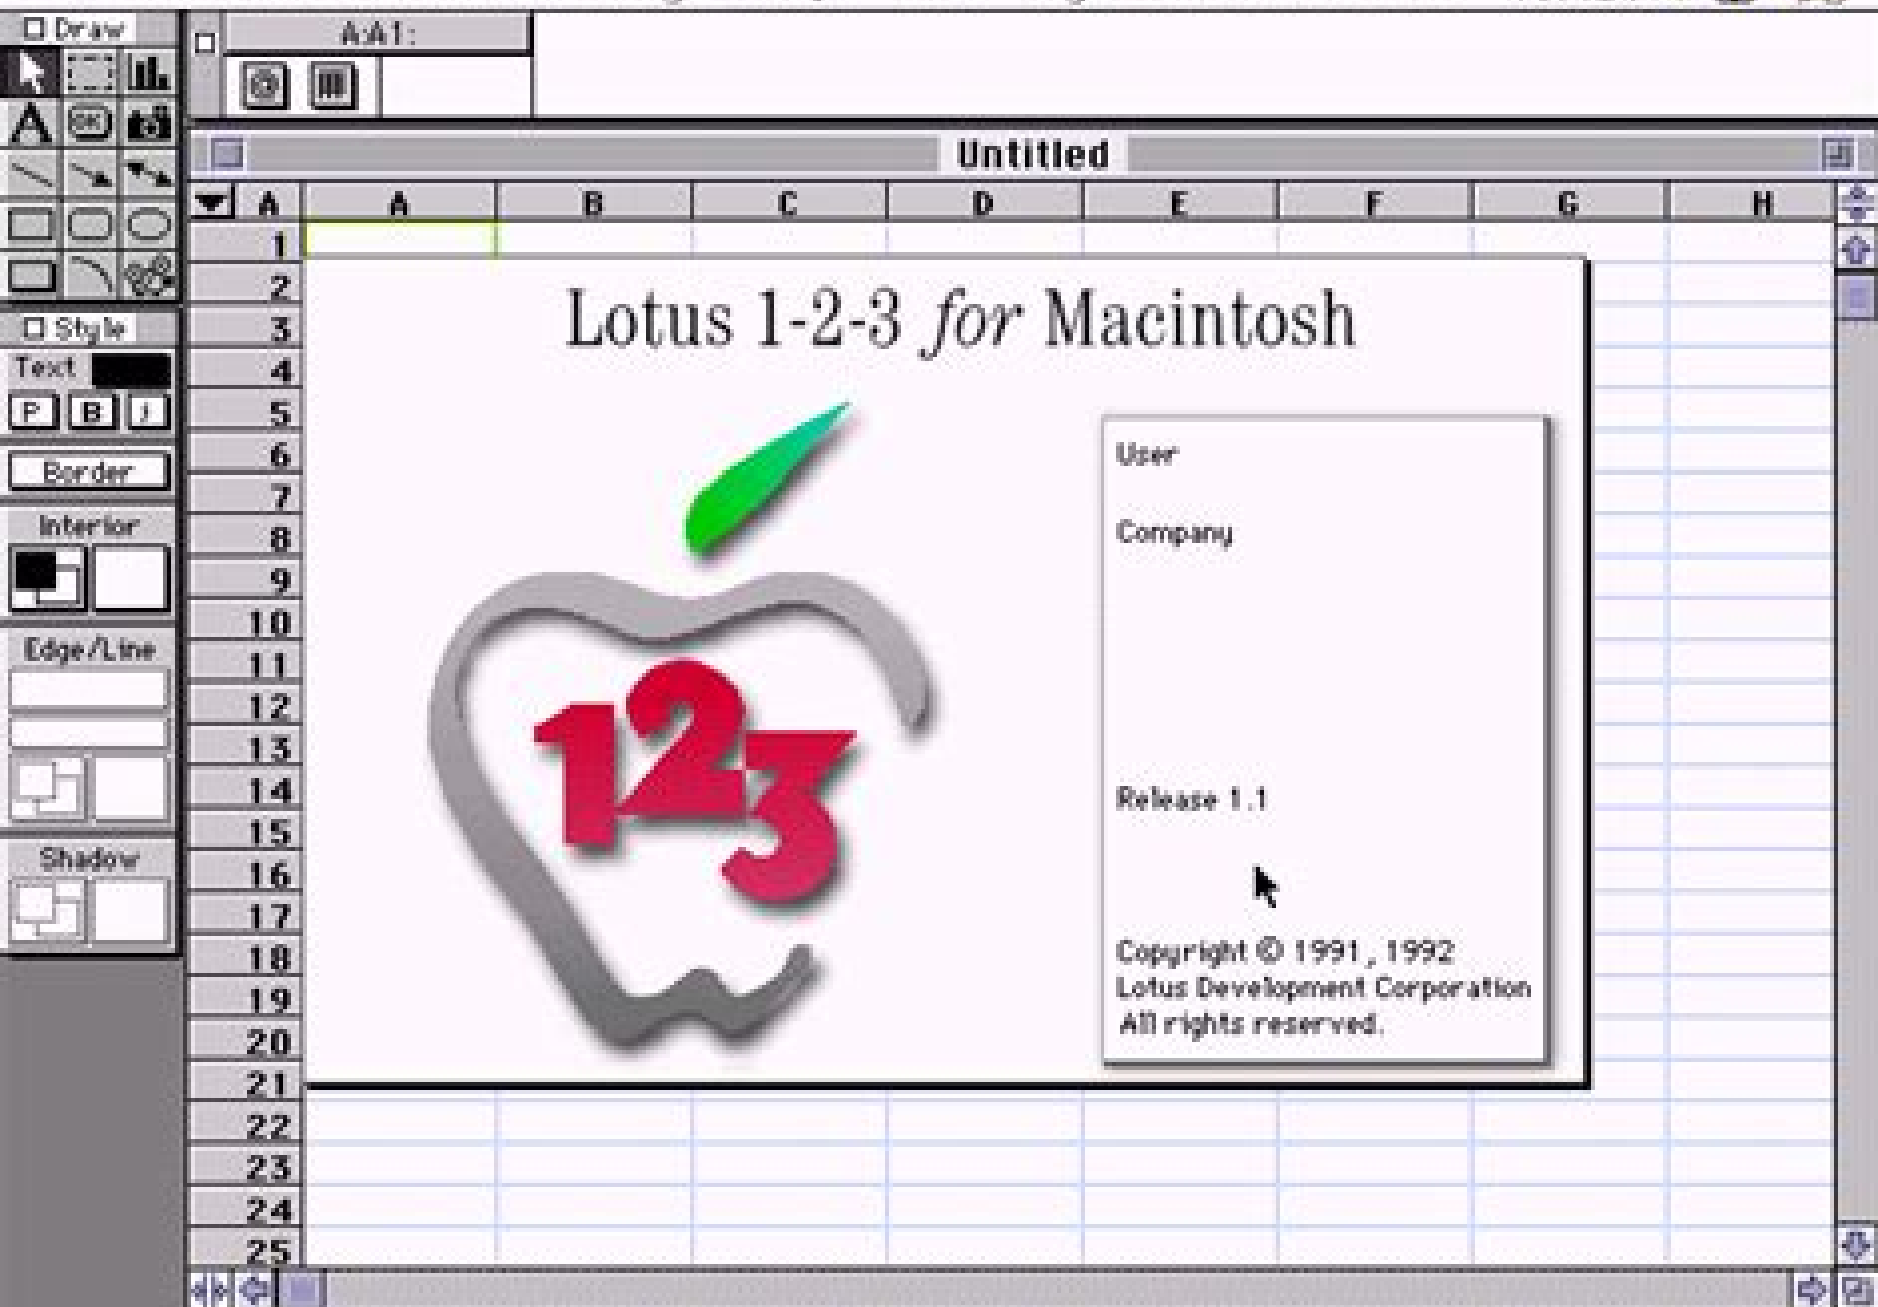 Draw
A:A1:
A
OK
Untitled
A A B C D E F G H
1
2
3
4
5
6
7
8
9
10
11
12
13
14
15
16
17
18
19
20
21
22
23
24
25
Style
Text
P B I
Border
Interior
Edge/Line
Shadow
Lotus 1-2-3 for Macintosh
123
User
Company
Release 1.1
Copyright © 1991, 1992
Lotus Development Corporation
All rights reserved.